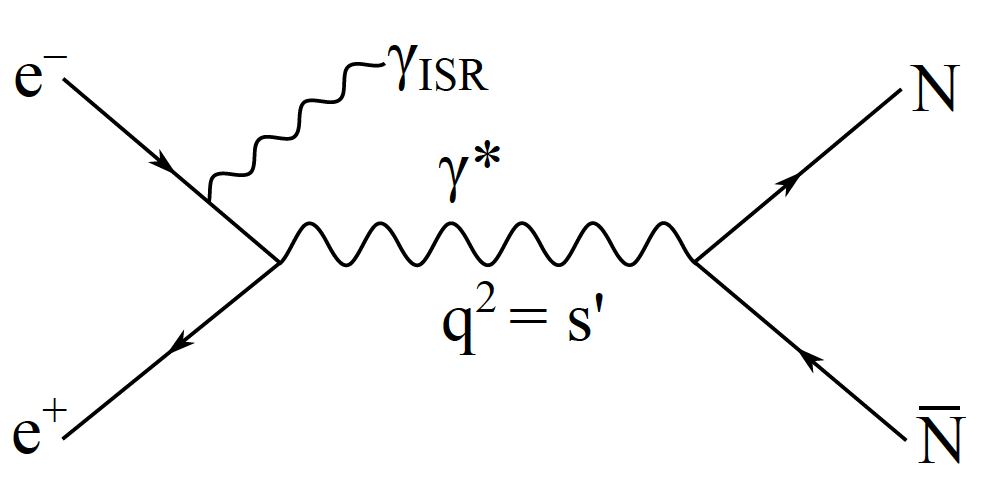 e⁻
γISR
N
γ*
q² = s'
e⁺
N̅